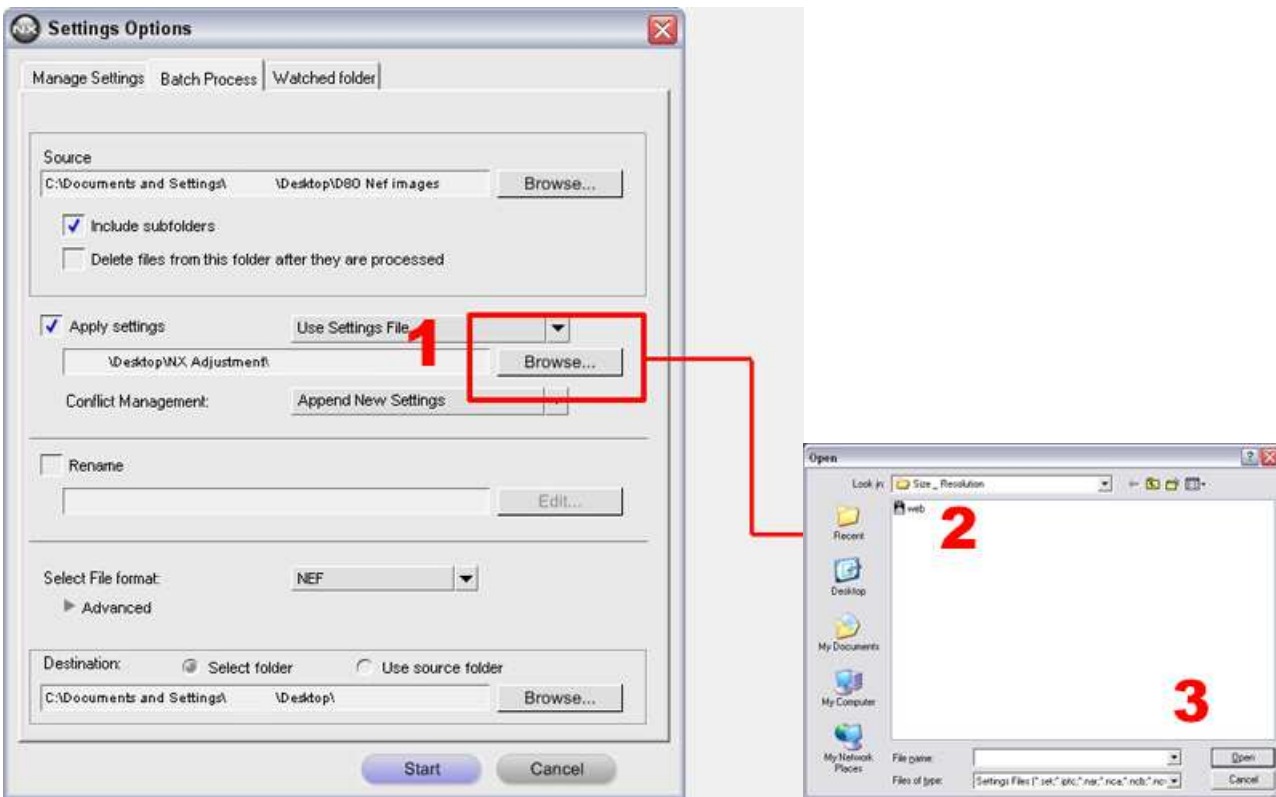 Settings Options
Manage Settings Batch Process Watched folder
Source
C:\Documents and Settings\ \Desktop\D80 Nef images Browse...
Include subfolders
Delete files from this folder after they are processed
Apply settings Use Settings File 1
\Desktop\NX Adjustment\ Browse...
Conflict Management: Append New Settings
Rename
Edit...
Select File format: NEF
Advanced
Destination: Select folder Use source folder
C:\Documents and Settings\ \Desktop\ Browse...
Start Cancel
Open
Look in: Size _ Resolution
web
2
Recent
Desktop
My Documents
My Computer
3
My Network Places
File name: Open
Files of type: Settings Files (*.set;*.iptc; Cancel